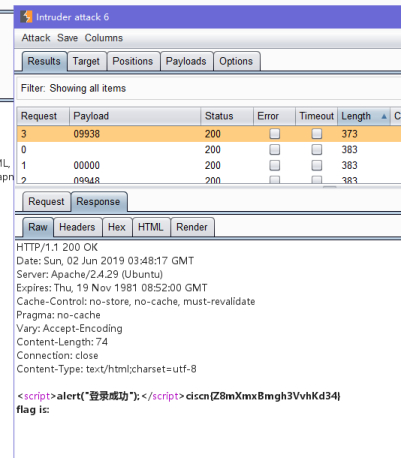 Intruder attack 6
Attack Save Columns
Results Target Positions Payloads Options
Filter: Showing all items
Request Payload Status Error Timeout Length C
3 09938 200 373
0 200 383
1 00000 200 383
2 09948 200 383
Request Response
Raw Headers Hex HTML Render
HTTP/1.1 200 OK
Date: Sun, 02 Jun 2019 03:48:17 GMT
Server: Apache/2.4.29 (Ubuntu)
Expires: Thu, 19 Nov 1981 08:52:00 GMT
Cache-Control: no-store, no-cache, must-revalidate
Pragma: no-cache
Vary: Accept-Encoding
Content-Length: 74
Connection: close
Content-Type: text/html;charset=utf-8
<script>alert("登录成功");</script>ciscn{Z8mXmxBmgh3VvhKd34}
flag is: